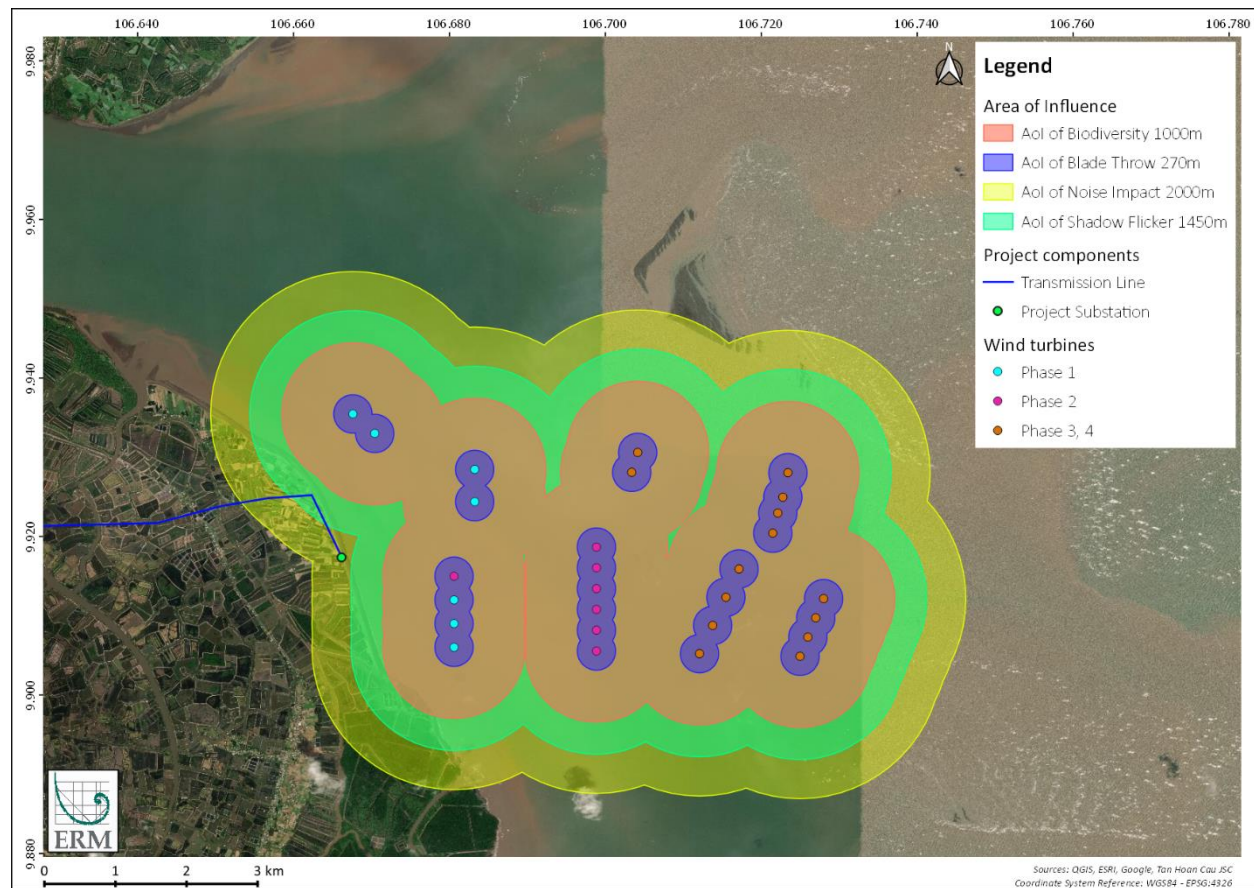 106.640 106.660 106.680 106.700 106.720 106.740 106.760 106.780
9.980
9.960
9.940
9.920
9.900
9.880
N
Legend
Area of Influence
AoI of Biodiversity 1000m
AoI of Blade Throw 270m
AoI of Noise Impact 2000m
AoI of Shadow Flicker 1450m
Project components
Transmission Line
Project Substation
Wind turbines
Phase 1
Phase 2
Phase 3, 4
ERM
0 1 2 3 km
Sources: QGIS, ESRI, Google, Tan Hoan Cau JSC
Coordinate System Reference: WGS84 - EPSG:4326